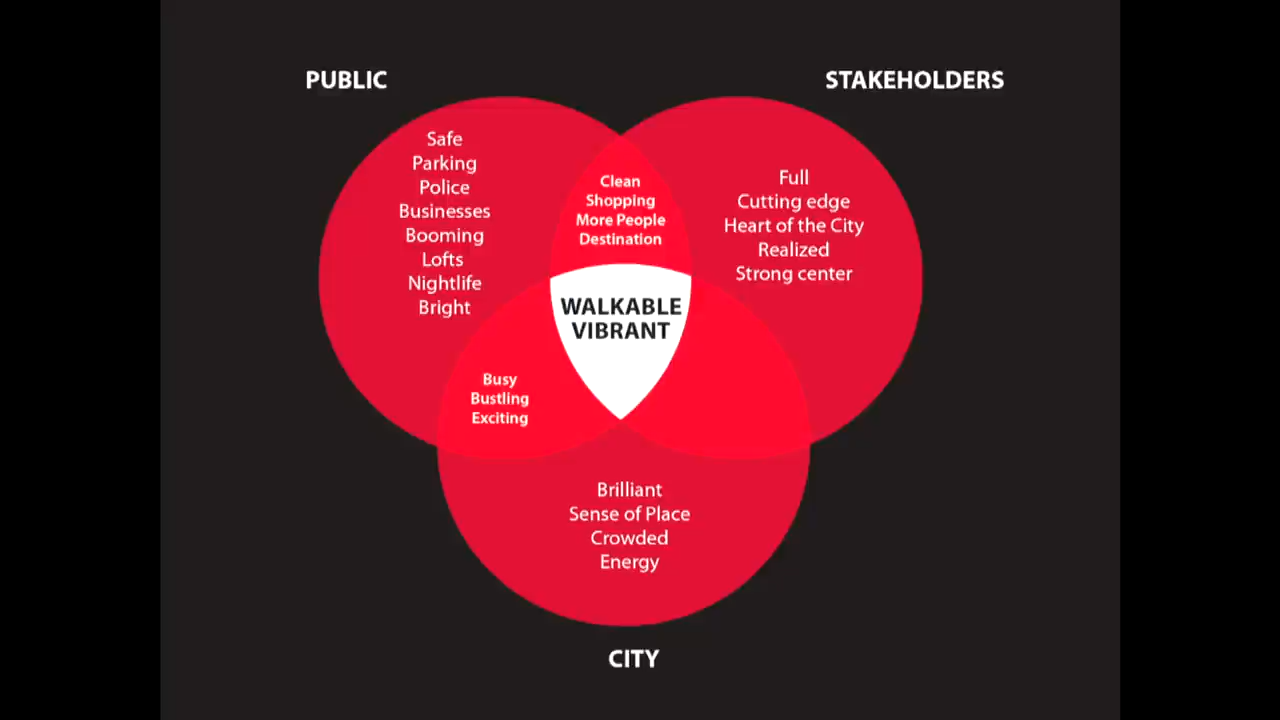 PUBLIC
STAKEHOLDERS
Safe
Parking
Police
Businesses
Booming
Lofts
Nightlife
Bright
Clean
Shopping
More People
Destination
Full
Cutting edge
Heart of the City
Realized
Strong center
WALKABLE
VIBRANT
Busy
Bustling
Exciting
Brilliant
Sense of Place
Crowded
Energy
CITY